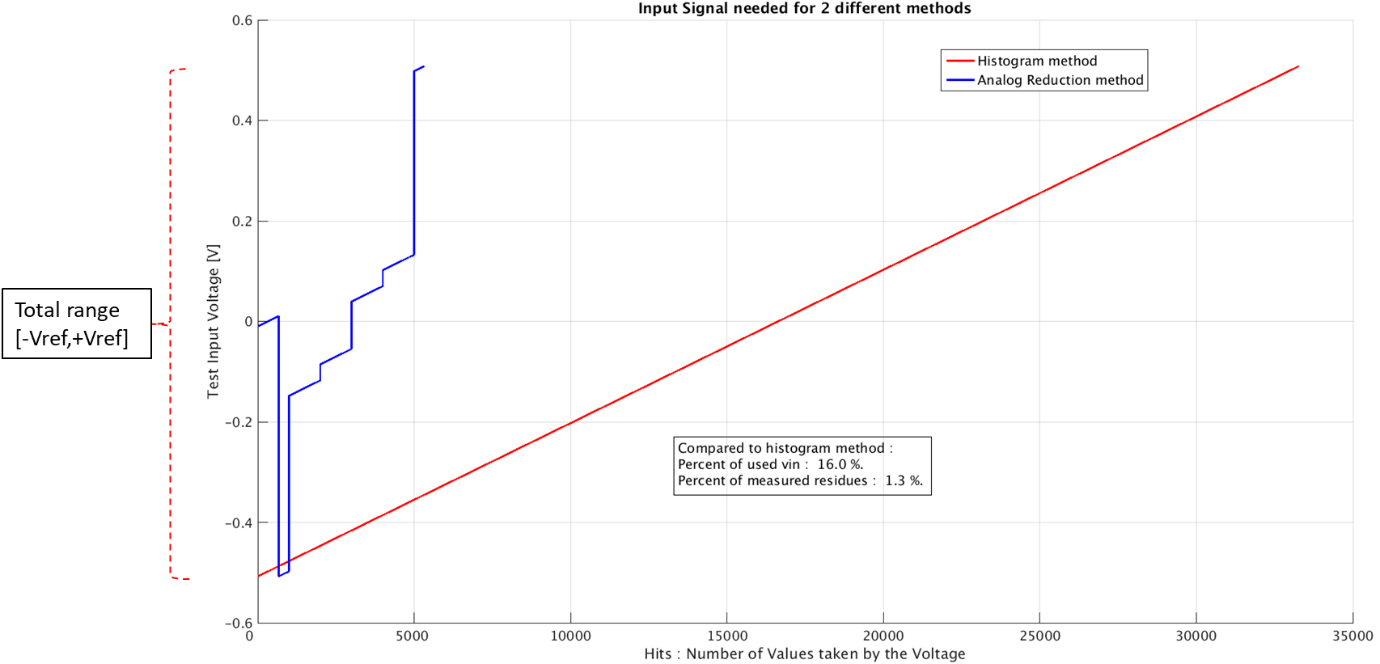 Input Signal needed for 2 different methods
Histogram method
Analog Reduction method
Total range
[-Vref,+Vref]
Test Input Voltage [V]
0.6
0.4
0.2
0
-0.2
-0.4
-0.6
Compared to histogram method :
Percent of used vin :  16.0 %.
Percent of measured residues :  1.3 %.
0 5000 10000 15000 20000 25000 30000 35000
Hits : Number of Values taken by the Voltage